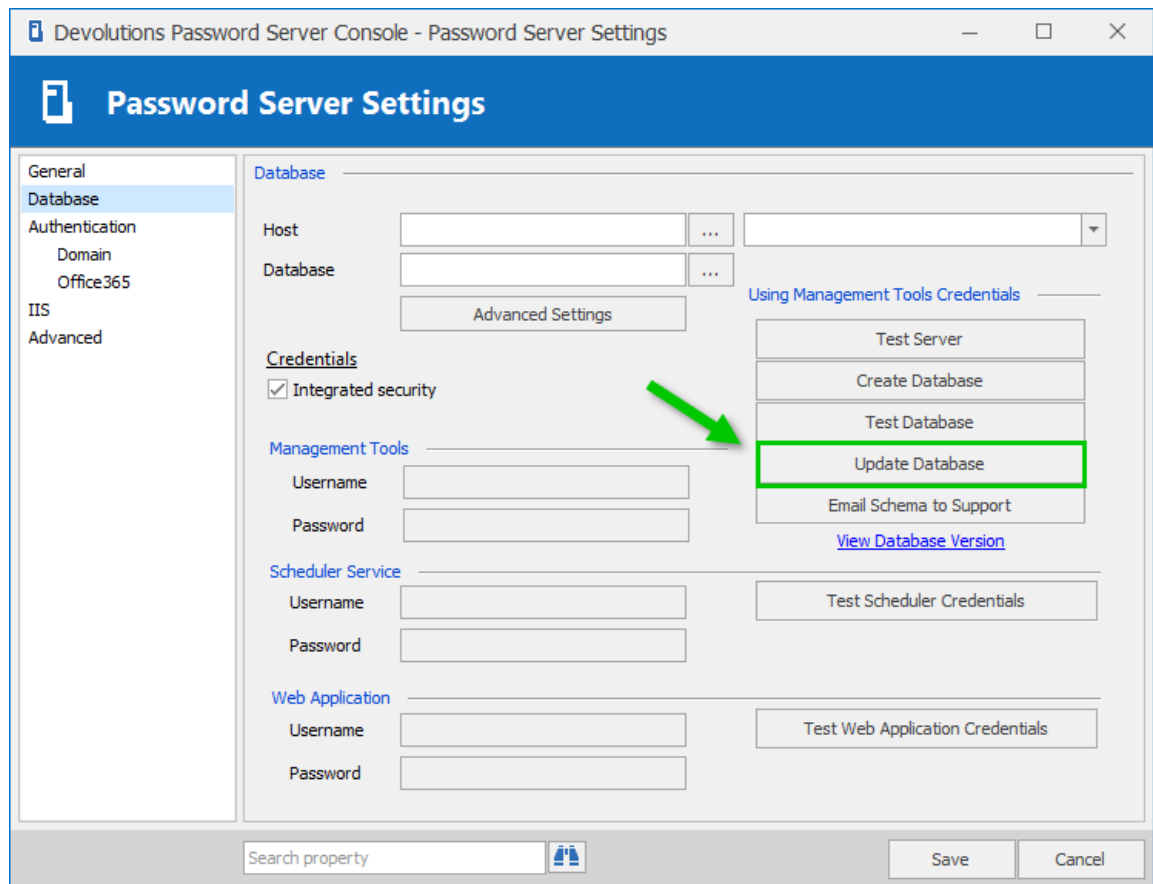 Devolutions Password Server Console - Password Server Settings
Password Server Settings
General
Database
Authentication
Domain
Office365
IIS
Advanced
Database
Host
...
Database
...
Advanced Settings
Credentials
Integrated security
Using Management Tools Credentials
Test Server
Create Database
Test Database
Update Database
Email Schema to Support
View Database Version
Management Tools
Username
Password
Scheduler Service
Username
Password
Test Scheduler Credentials
Web Application
Username
Password
Test Web Application Credentials
Search property
Save
Cancel